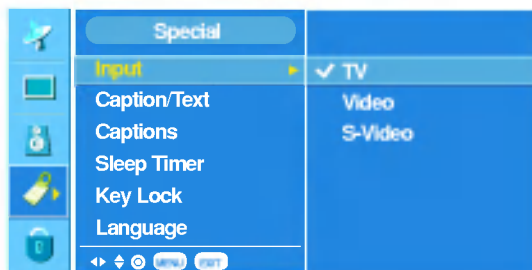 Special
Input
Caption/Text
Captions
Sleep Timer
Key Lock
Language
MENU EXIT
TV
Video
S-Video